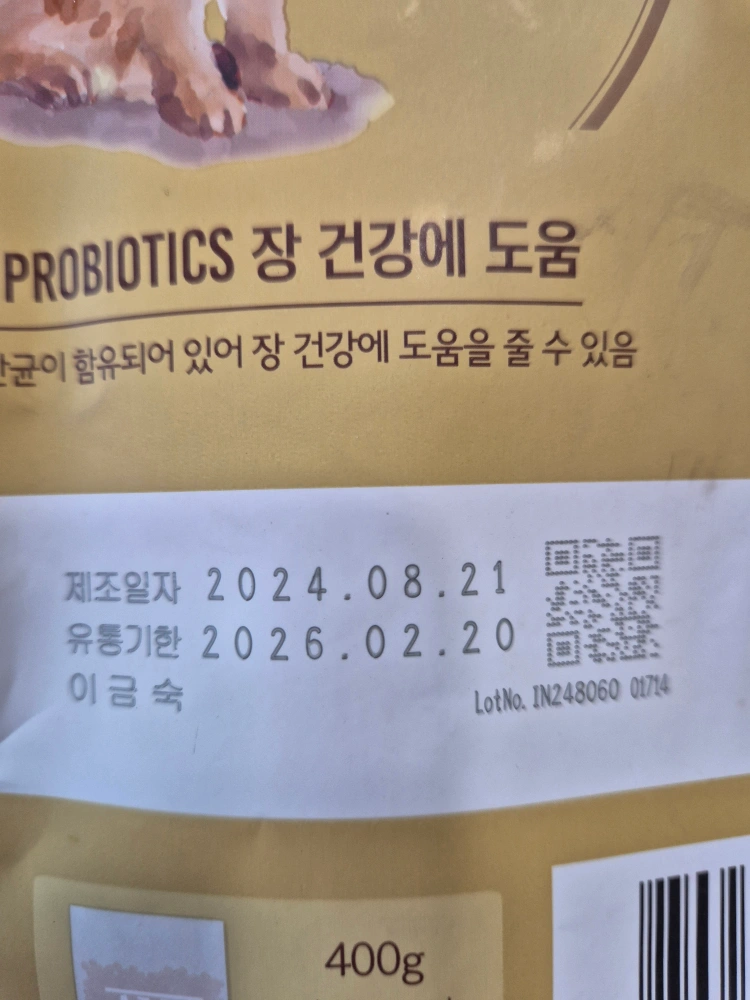 PROBIOTICS 장 건강에 도움
함유되어 있어 장 건강에 도움을 줄 수 있음
제조일자 2024.08.21
유통기한 2026.02.20
이금숙
LotNo. IN248060 01714
400g